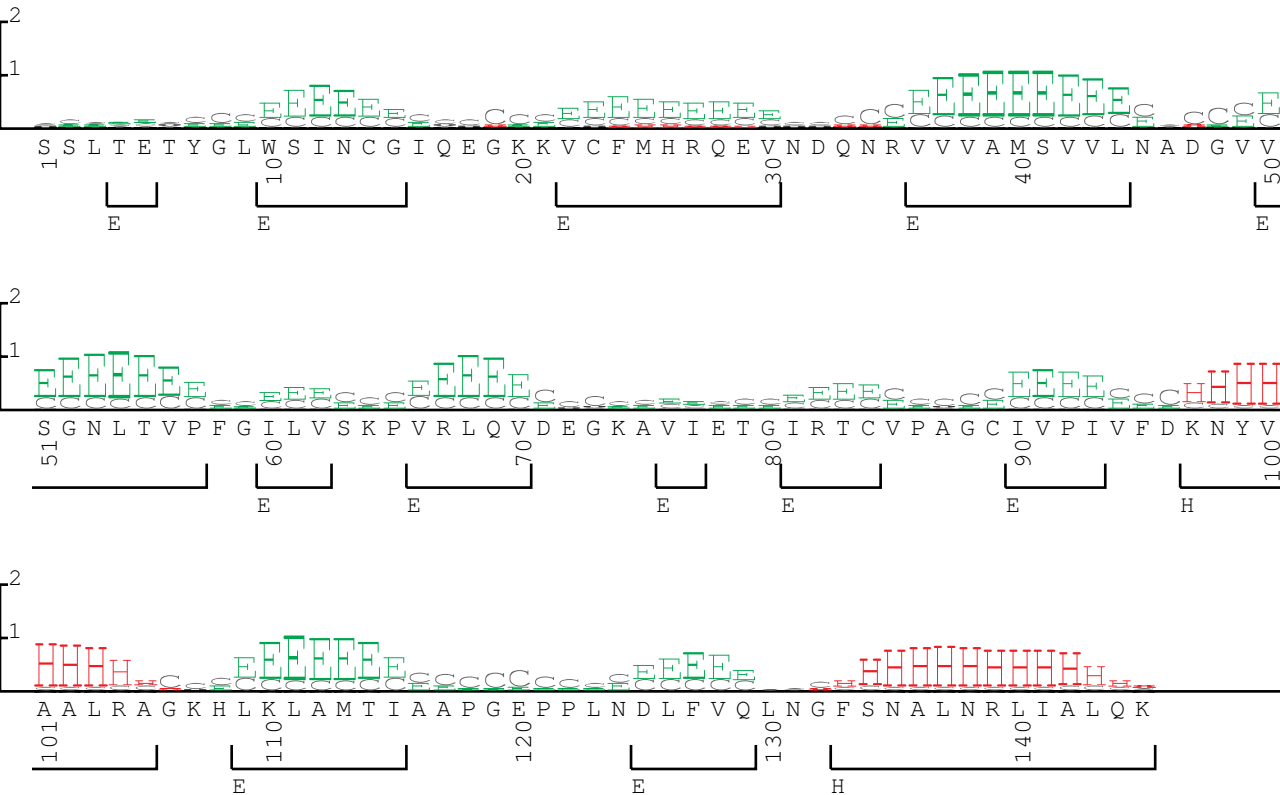 2
1
S S L T E T Y G L W S I N C G I Q E G K K V C F M H R Q E V N D Q N R V V V A M S V V L N A D G V V
1 10 20 30 40 50
E E E E E
2
1
S G N L T V P F G I L V S K P V R L Q V D E G K A V I E T G I R T C V P A G C I V P I V F D K N Y V
51 60 70 80 90 100
E E E E E H
2
1
A A L R A G K H L K L A M T I A A P G E P P L N D L F V Q L N G F S N A L N R L I A L Q K
101 110 120 130 140
E E H